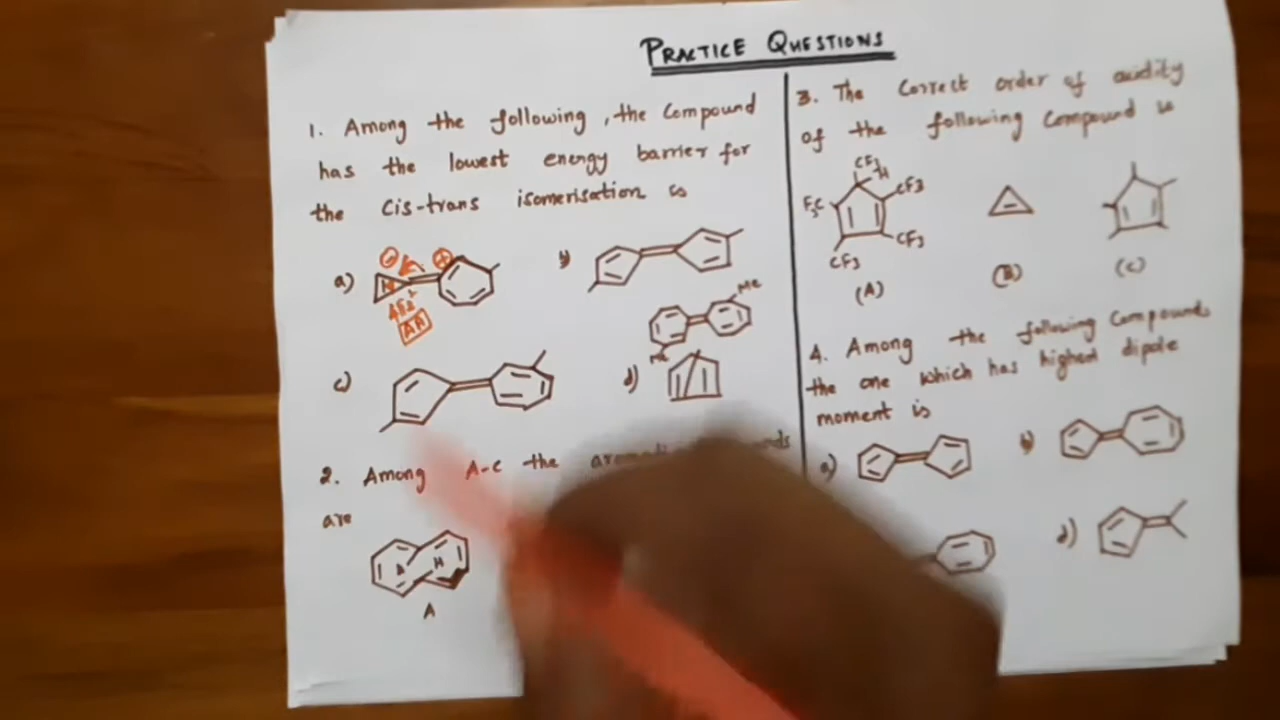 PRACTICE QUESTIONS
1. Among the following, the Compound
has the lowest energy barrier for
the Cis-trans isomerisation is
a)
⊖
⊕
H
AA
b)
Me
Me
c)
d)
2. Among A-C the
are
H
A
3. The Correct order of acidity
of the following Compound is
CF3
H
CF3
F3C
CF3
CF3
(A)
(B)
(C)
4. Among the following Compounds
the one which has highest dipole
moment is
a)
b)
d)